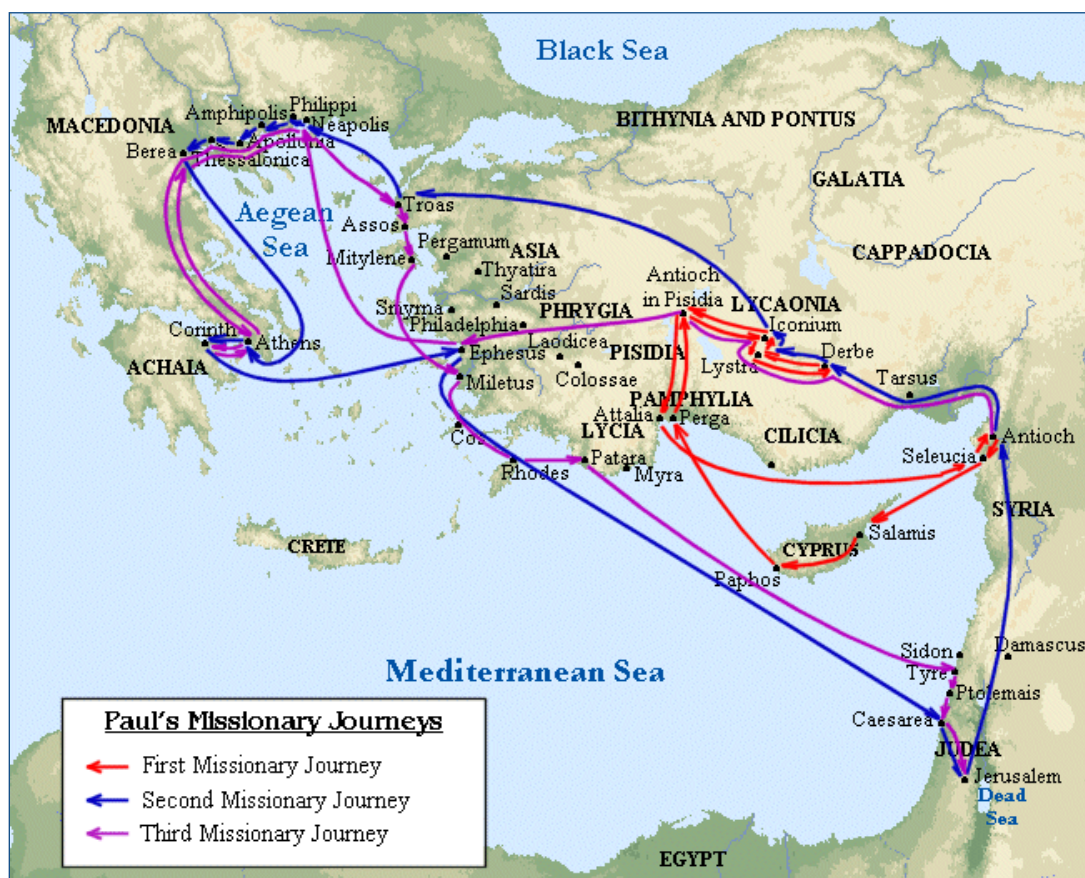 Black Sea
Philippi
Amphipolis
Neapolis
MACEDONIA
BITHYNIA AND PONTUS
Apollonia
Berea
Thessalonica
GALATIA
Troas
Aegean
Sea
Assos
Pergamum
ASIA
CAPPADOCIA
Mitylene
Thyatira
Antioch
in Pisidia
Sardis
LYCAONIA
Smyrna
PHRYGIA
Philadelphia
Iconium
Corinth
Athens
Laodicea
Ephesus
PISIDIA
Derbe
ACHAIA
Lystra
Miletus
Colossae
Tarsus
PAMPHYLIA
Attalia
Perga
Cos
LYCIA
CILICIA
Antioch
Seleucia
Patara
Rhodes
Myra
SYRIA
Salamis
CRETE
CYPRUS
Paphos
Damascus
Sidon
Mediterranean Sea
Tyre
Ptolemais
Caesarea
Paul's Missionary Journeys
JUDEA
First Missionary Journey
Jerusalem
Dead
Sea
Second Missionary Journey
Third Missionary Journey
EGYPT